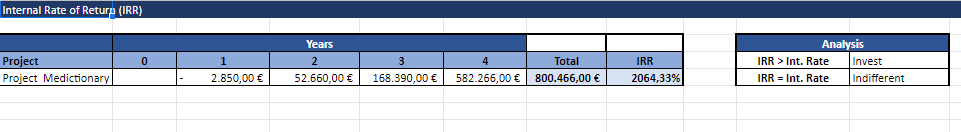 Internal Rate of Return (IRR)
Years Analysis
Project 0 1 2 3 4 Total IRR IRR > Int. Rate Invest
Project Medictionary - 2.850,00 € 52.660,00 € 168.390,00 € 582.266,00 € 800.466,00 € 2064,33% IRR = Int. Rate Indifferent